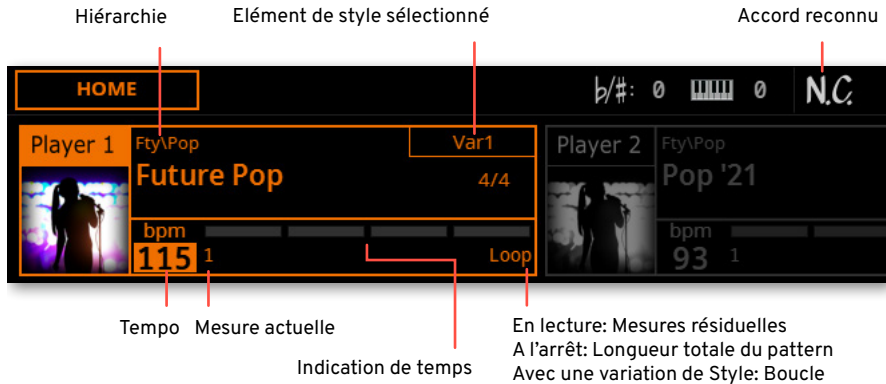 Hiérarchie
Elément de style sélectionné
Accord reconnu
HOME
♭/#: 0
0
N.C.
Player 1
Fty\Pop
Var1
Future Pop
4/4
bpm
115
1
Loop
Player 2
Fty\Pop
Pop '21
bpm
93
1
Tempo
Mesure actuelle
Indication de temps
En lecture: Mesures résiduelles
A l'arrêt: Longueur totale du pattern
Avec une variation de Style: Boucle